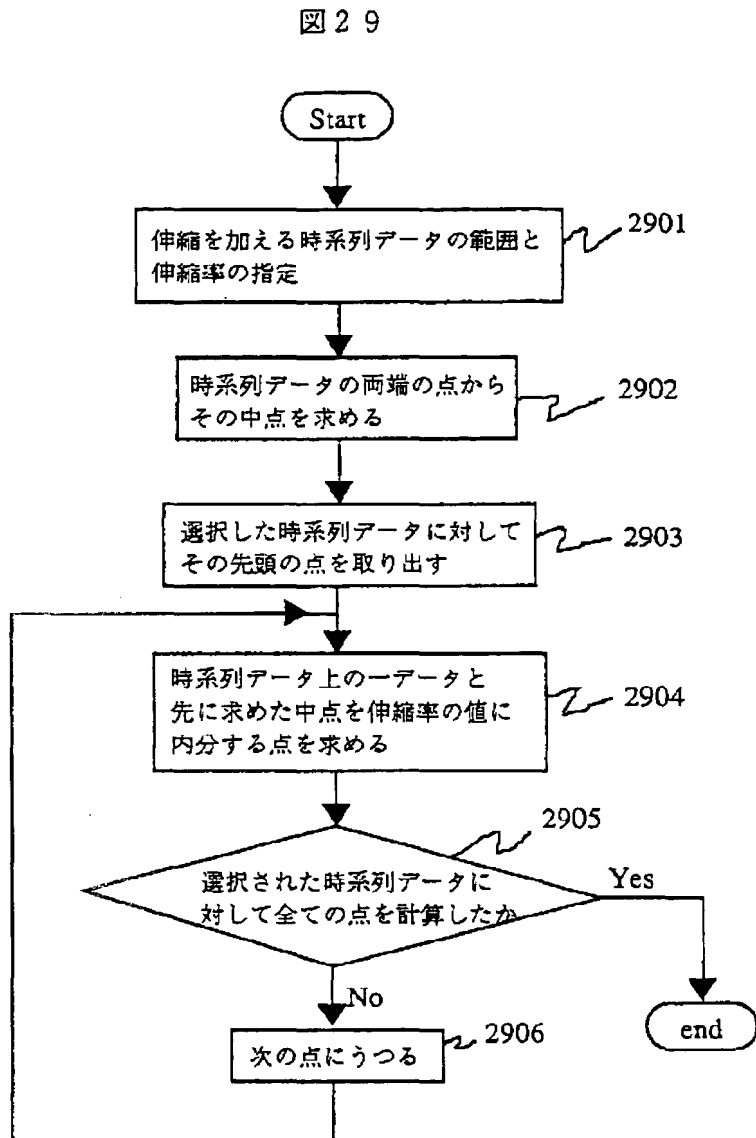 図29
Start
伸縮を加える時系列データの範囲と
伸縮率の指定
2901
時系列データの両端の点から
その中点を求める
2902
選択した時系列データに対して
その先頭の点を取り出す
2903
時系列データ上の一データと
先に求めた中点を伸縮率の値に
内分する点を求める
2904
2905
選択された時系列データに
対して全ての点を計算したか
Yes
No
次の点にうつる
2906
end